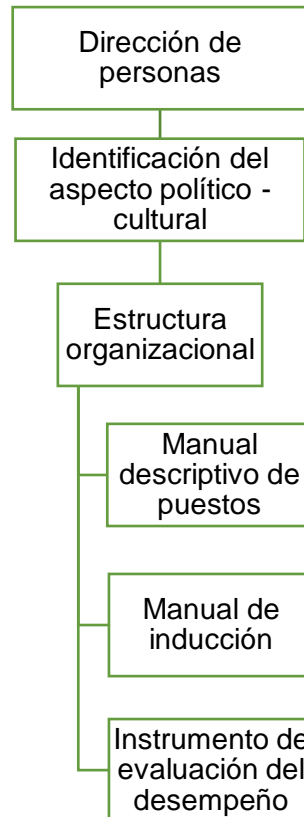 Dirección de
personas
Identificación del
aspecto político -
cultural
Estructura
organizacional
Manual
descriptivo de
puestos
Manual de
inducción
Instrumento de
evaluación del
desempeño